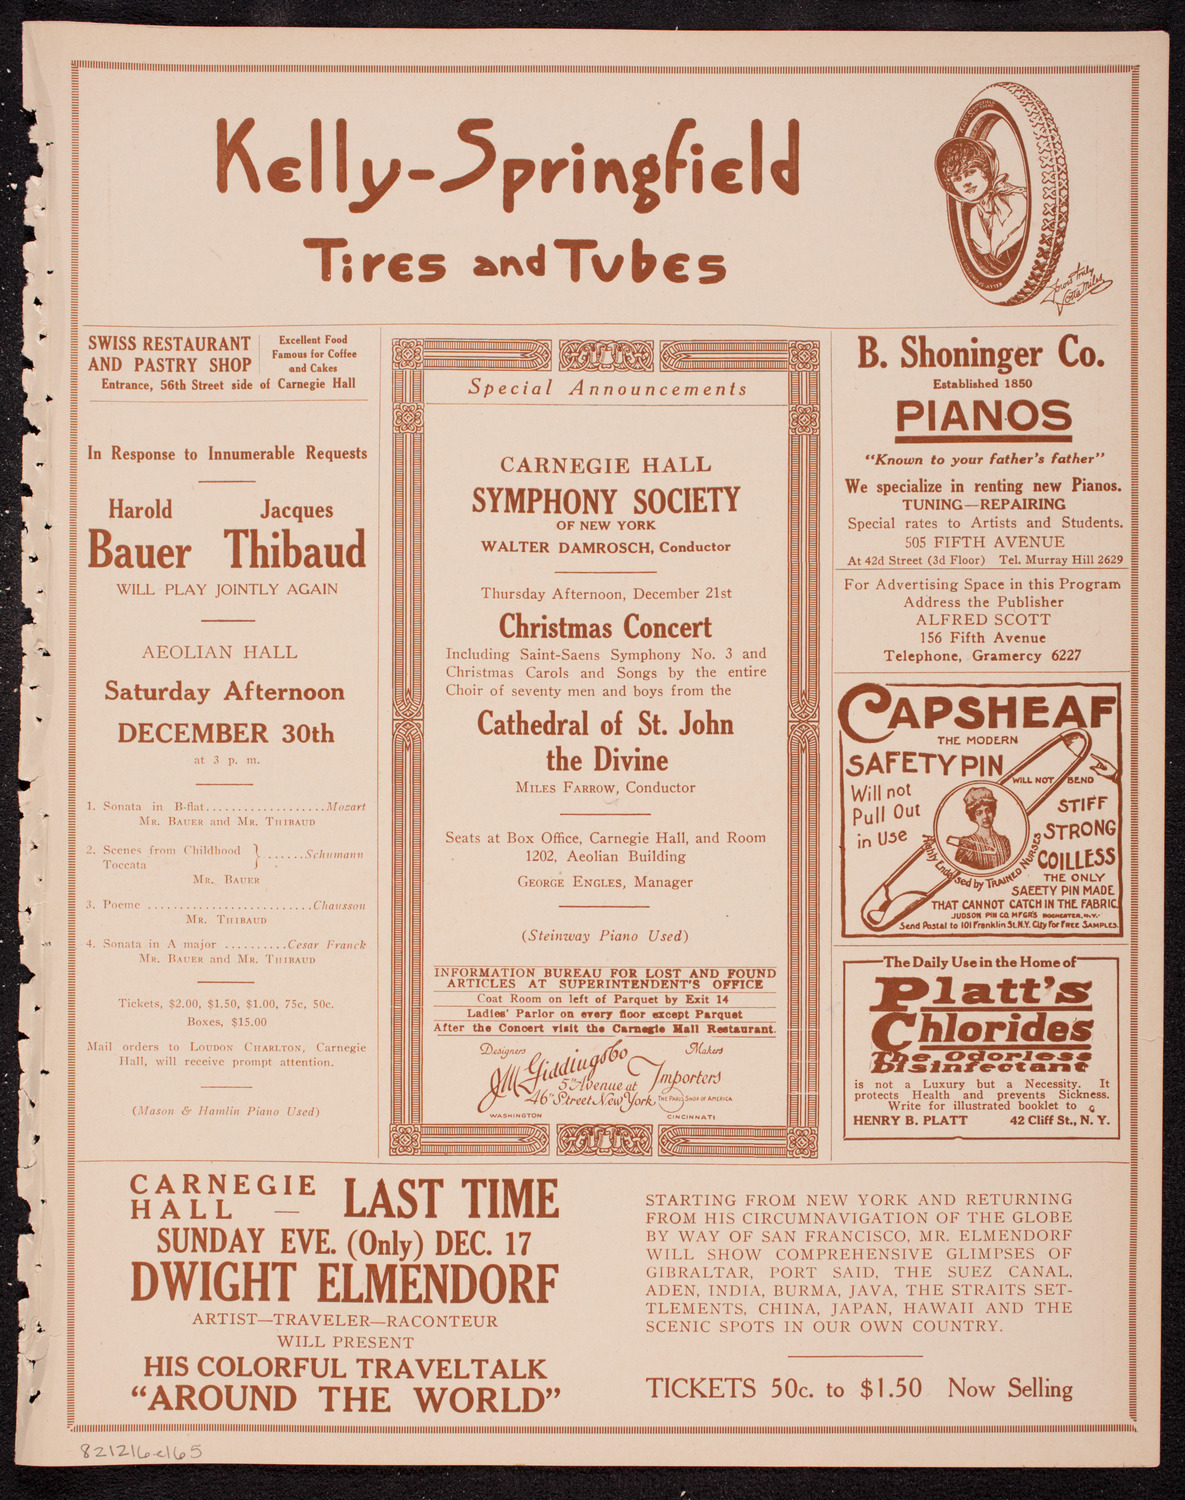 Kelly-Springfield
Tires and Tubes
Yours truly
Lotta Miles
SWISS RESTAURANT
AND PASTRY SHOP
Excellent Food
Famous for Coffee
and Cakes
Entrance, 56th Street side of Carnegie Hall
In Response to Innumerable Requests
Harold Jacques
Bauer Thibaud
WILL PLAY JOINTLY AGAIN
AEOLIAN HALL
Saturday Afternoon
DECEMBER 30th
at 3 p. m.
1. Sonata in B-flat...................Mozart
MR. BAUER and MR. THIBAUD
2. Scenes from Childhood
Toccata } ......Schumann
MR. BAUER
3. Poeme ..........................Chausson
MR. THIBAUD
4. Sonata in A major ..........Cesar Franck
MR. BAUER and MR. THIBAUD
Tickets, $2.00, $1.50, $1.00, 75c, 50c.
Boxes, $15.00
Mail orders to LOUDON CHARLTON, Carnegie
Hall, will receive prompt attention.
(Mason & Hamlin Piano Used)
Special Announcements
CARNEGIE HALL
SYMPHONY SOCIETY
OF NEW YORK
WALTER DAMROSCH, Conductor
Thursday Afternoon, December 21st
Christmas Concert
Including Saint-Saens Symphony No. 3 and
Christmas Carols and Songs by the entire
Choir of seventy men and boys from the
Cathedral of St. John
the Divine
MILES FARROW, Conductor
Seats at Box Office, Carnegie Hall, and Room
1202, Aeolian Building
GEORGE ENGLES, Manager
(Steinway Piano Used)
INFORMATION BUREAU FOR LOST AND FOUND
ARTICLES AT SUPERINTENDENT'S OFFICE
Coat Room on left of Parquet by Exit 14
Ladies' Parlor on every floor except Parquet
After the Concert visit the Carnegie Hall Restaurant.
Designers Makers
J.M. Giddings & Co
5th Avenue at Importers
46th Street New York THE PARIS SHOP OF AMERICA
WASHINGTON CINCINNATI
B. Shoninger Co.
Established 1850
PIANOS
"Known to your father's father"
We specialize in renting new Pianos.
TUNING—REPAIRING
Special rates to Artists and Students.
505 FIFTH AVENUE
At 42d Street (3d Floor) Tel. Murray Hill 2629
For Advertising Space in this Program
Address the Publisher
ALFRED SCOTT
156 Fifth Avenue
Telephone, Gramercy 6227
CAPSHEAF
THE MODERN
SAFETY PIN
WILL NOT BEND
Will not
Pull Out
in Use
STIFF
STRONG
COILLESS
Highly Endorsed by TRAINED NURSES
THE ONLY
SAEETY PIN MADE
THAT CANNOT CATCH IN THE FABRIC.
JUDSON PIN CO. MFGRS ROCHESTER, N.Y.
Send Postal to 101 Franklin St. N.Y. City for FREE SAMPLES.
The Daily Use in the Home of
Platt's
Chlorides
The Odorless
Disinfectant
is not a Luxury but a Necessity. It
protects Health and prevents Sickness.
Write for illustrated booklet to
HENRY B. PLATT 42 Cliff St., N. Y.
CARNEGIE
HALL — LAST TIME
SUNDAY EVE. (Only) DEC. 17
DWIGHT ELMENDORF
ARTIST—TRAVELER—RACONTEUR
WILL PRESENT
HIS COLORFUL TRAVELTALK
"AROUND THE WORLD"
STARTING FROM NEW YORK AND RETURNING
FROM HIS CIRCUMNAVIGATION OF THE GLOBE
BY WAY OF SAN FRANCISCO, MR. ELMENDORF
WILL SHOW COMPREHENSIVE GLIMPSES OF
GIBRALTAR, PORT SAID, THE SUEZ CANAL,
ADEN, INDIA, BURMA, JAVA, THE STRAITS SET-
TLEMENTS, CHINA, JAPAN, HAWAII AND THE
SCENIC SPOTS IN OUR OWN COUNTRY.
TICKETS 50c. to $1.50 Now Selling
821216e165